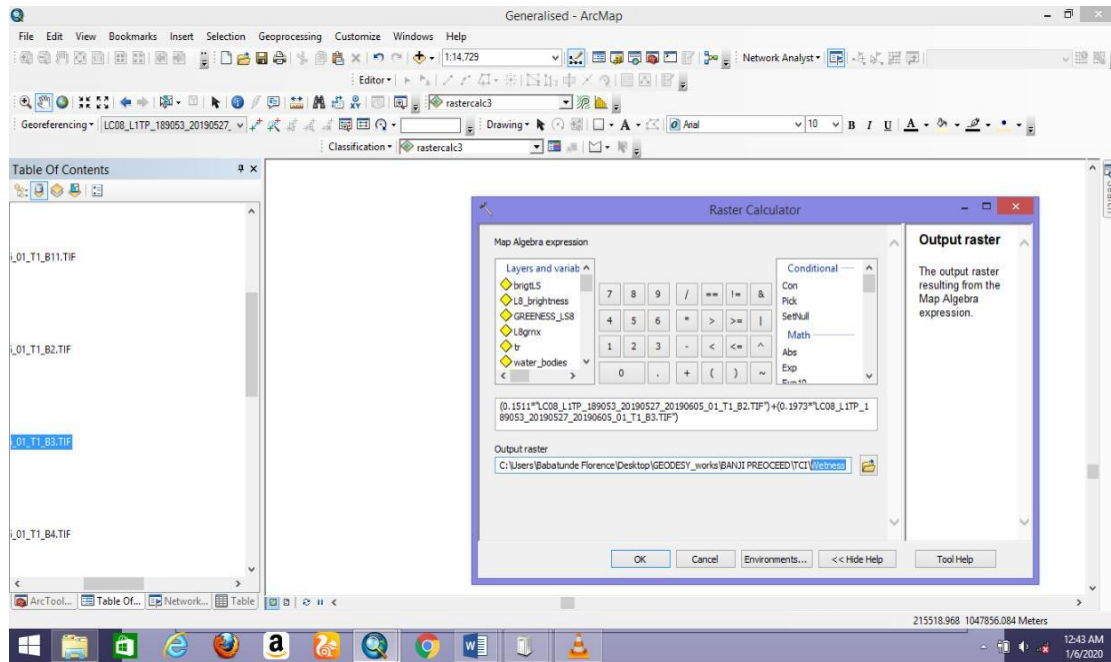 Generalised - ArcMap
File Edit View Bookmarks Insert Selection Geoprocessing Customize Windows Help
1:14,729
Network Analyst
Editor
rastercalc3
Georeferencing LC08_L1TP_189053_20190527_
Drawing A Arial 10 B I U A
Classification rastercalc3
Table Of Contents
_01_T1_B11.TIF
_01_T1_B2.TIF
_01_T1_B3.TIF
_01_T1_B4.TIF
ArcTool... Table Of... Network... Table
Raster Calculator
Map Algebra expression
Layers and variab
brigtLS
L8_brightness
GREENESS_LS8
L8grnx
tr
water_bodies
7 8 9 / == != &
4 5 6 * > >= |
1 2 3 - < <= ^
0 . + ( ) ~
Conditional
Con
Pick
SetNull
Math
Abs
Exp
Exp10
(0.1511*"LC08_L1TP_189053_20190527_20190605_01_T1_B2.TIF")+(0.1973*"LC08_L1TP_1
89053_20190527_20190605_01_T1_B3.TIF")
Output raster
C:\Users\Babatunde Florence\Desktop\GEODESY_works\BANJI PREOCEED\TCI\Wetness
OK Cancel Environments... << Hide Help Tool Help
Output raster
The output raster
resulting from the
Map Algebra
expression.
Search
215518.968 1047856.084 Meters
12:43 AM
1/6/2020